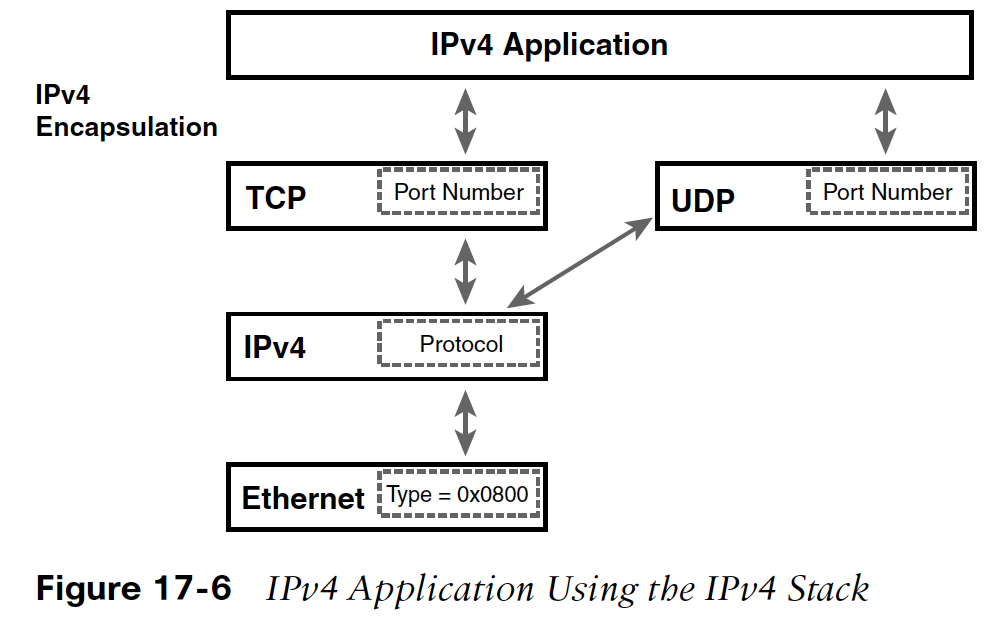 IPv4 Application
IPv4
Encapsulation
TCP
Port Number
UDP
Port Number
IPv4
Protocol
Ethernet
Type = 0x0800
Figure 17-6 IPv4 Application Using the IPv4 Stack